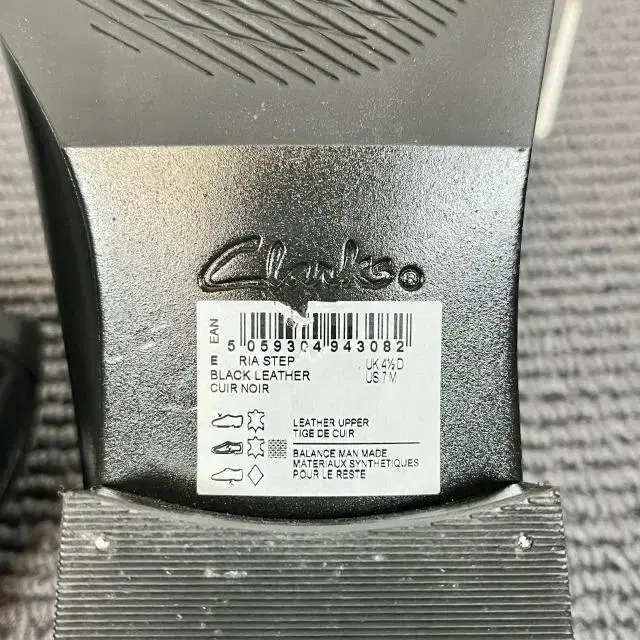 Clarks®
EAN
5 059304 943082
E RIA STEP UK 4½ D
BLACK LEATHER US 7 M
CUIR NOIR
LEATHER UPPER
TIGE DE CUIR
BALANCE MAN MADE
MATERIAUX SYNTHETIQUES
POUR LE RESTE